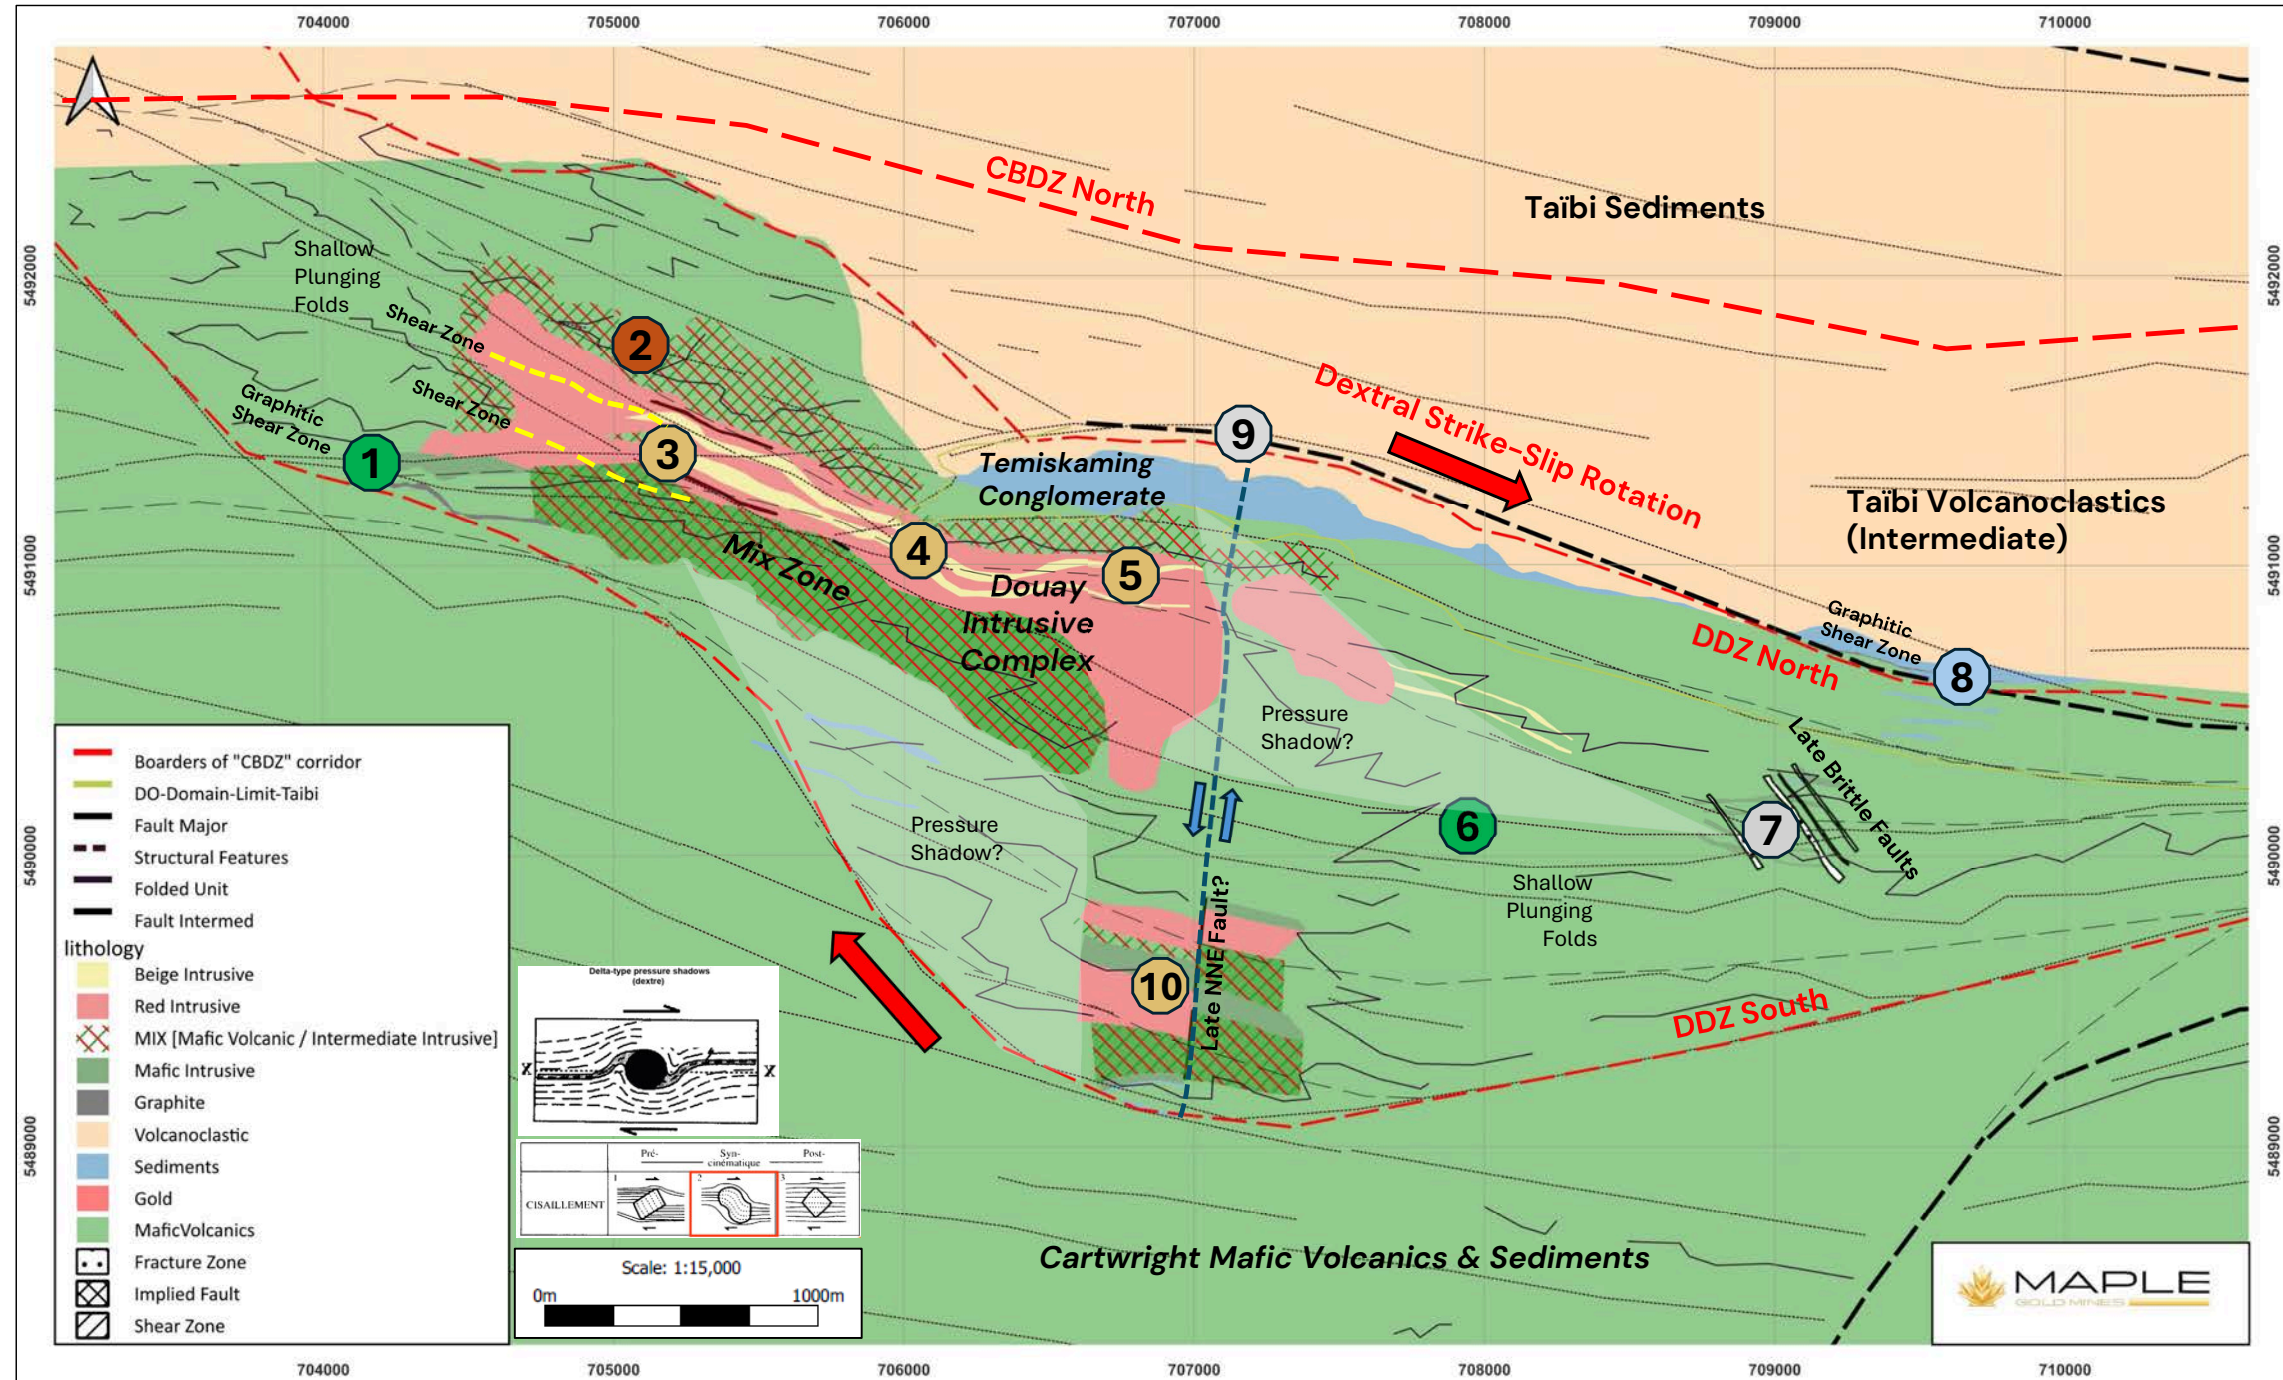 704000
705000
706000
707000
708000
709000
710000
5492000
5492000
5491000
5491000
5490000
5490000
5489000
5489000
CBDZ North
Taïbi Sediments
Shallow
Plunging
Folds
Shear Zone
Shear Zone
Graphitic
Shear Zone
1
2
3
4
5
6
7
8
9
10
Dextral Strike-Slip Rotation
Temiskaming
Conglomerate
Taïbi Volcanoclastics
(Intermediate)
Mix Zone
Douay
Intrusive
Complex
Graphitic
Shear Zone
DDZ North
Pressure
Shadow?
Pressure
Shadow?
Late Brittle Faults
Shallow
Plunging
Folds
Late NNE Fault?
DDZ South
Cartwright Mafic Volcanics & Sediments
Boarders of "CBDZ" corridor
DO-Domain-Limit-Taibi
Fault Major
Structural Features
Folded Unit
Fault Intermed
lithology
Beige Intrusive
Red Intrusive
MIX [Mafic Volcanic / Intermediate Intrusive]
Mafic Intrusive
Graphite
Volcanoclastic
Sediments
Gold
MaficVolcanics
Fracture Zone
Implied Fault
Shear Zone
Delta-type pressure shadows
(dextre)
X
X
Pré-
Syn-
Post-
cinématique
1
2
3
CISAILLEMENT
Scale: 1:15,000
0m
1000m
MAPLE
GOLD MINES
704000
705000
706000
707000
708000
709000
710000